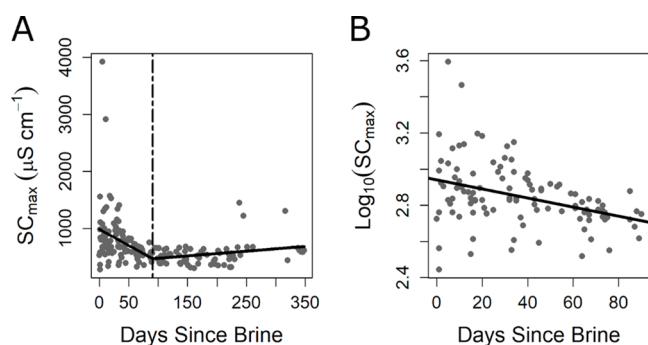 A
SC_max (µS cm⁻¹)
4000
3000
2000
1000
0 50 150 250 350
Days Since Brine
B
Log₁₀(SC_max)
3.6
3.2
2.8
2.4
0 20 40 60 80
Days Since Brine